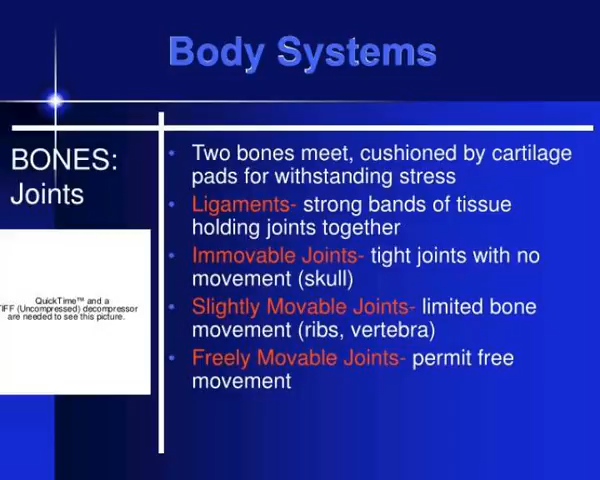 Body Systems
BONES:
Joints
QuickTime™ and a
TIFF (Uncompressed) decompressor
are needed to see this picture.
• Two bones meet, cushioned by cartilage
pads for withstanding stress
• Ligaments- strong bands of tissue
holding joints together
• Immovable Joints- tight joints with no
movement (skull)
• Slightly Movable Joints- limited bone
movement (ribs, vertebra)
• Freely Movable Joints- permit free
movement